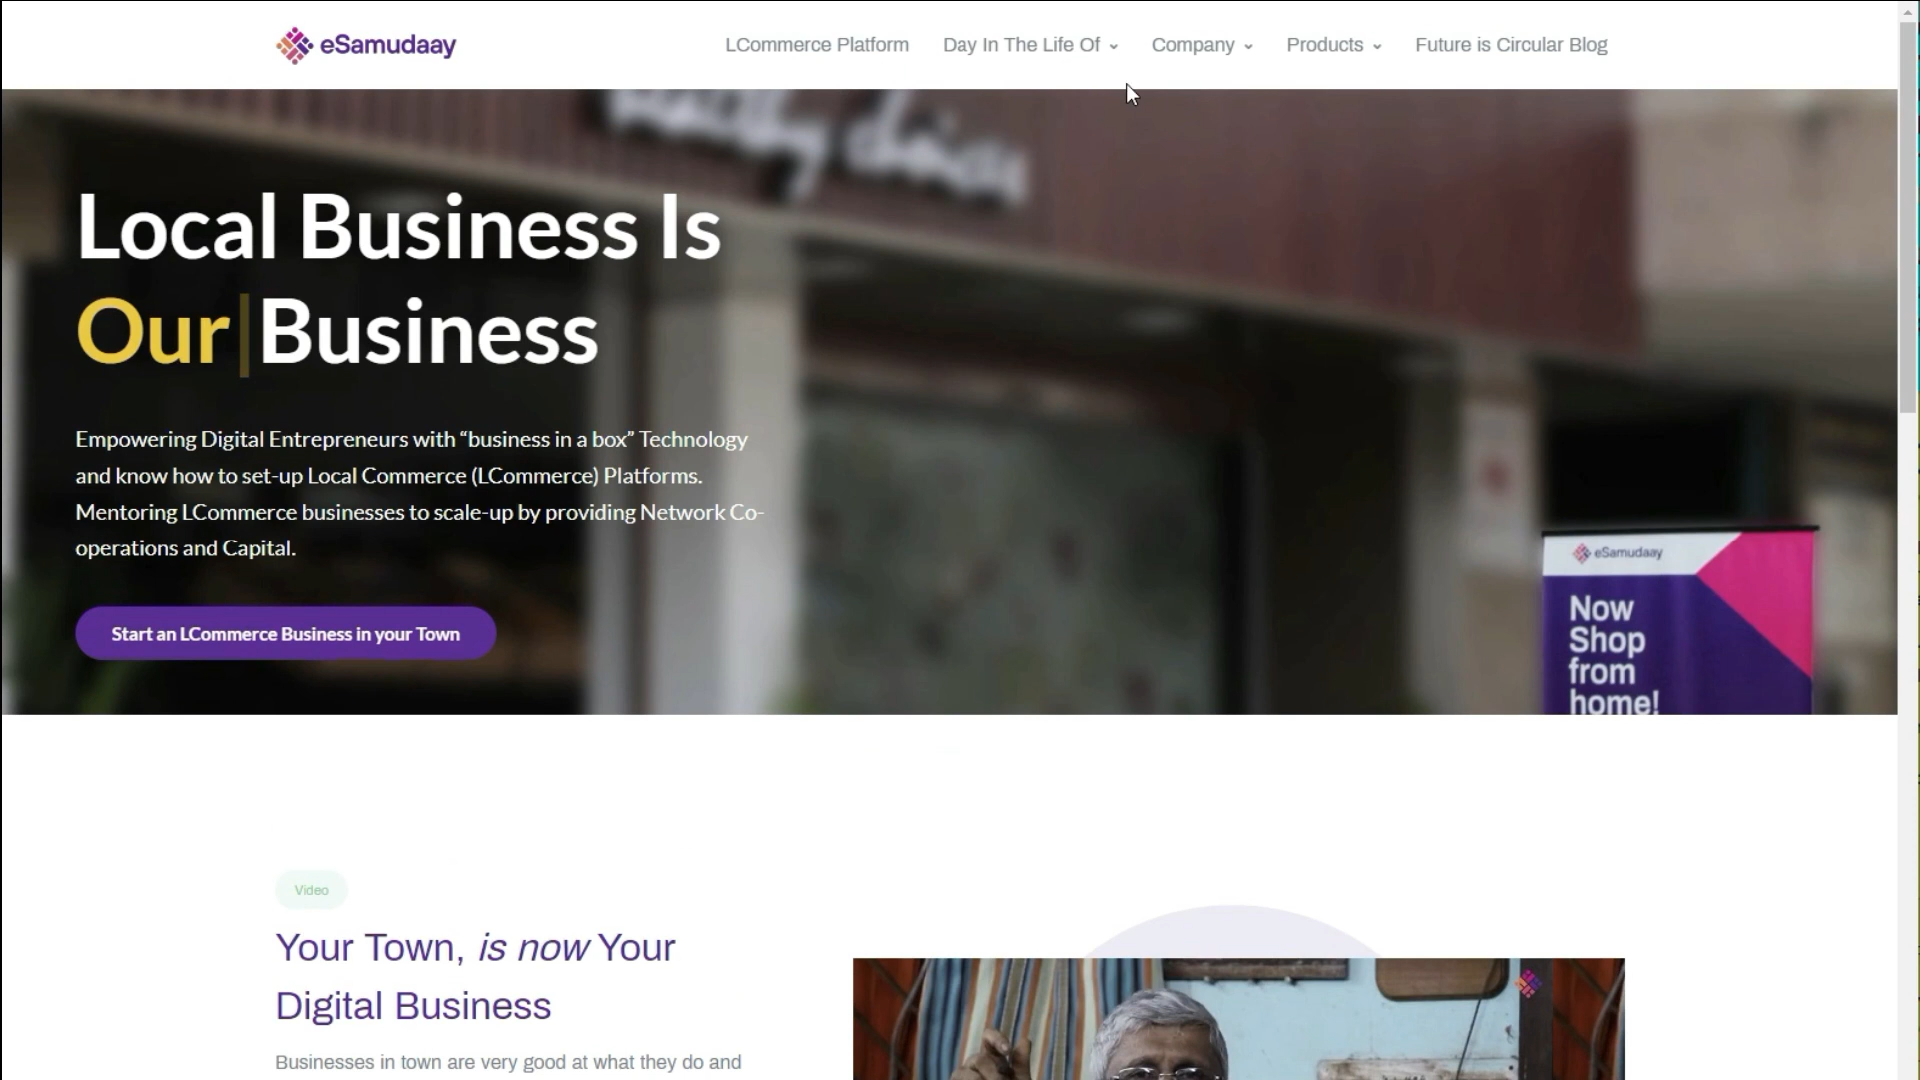 eSamudaay
LCommerce Platform
Day In The Life Of
Company
Products
Future is Circular Blog
Local Business Is
Our Business
Empowering Digital Entrepreneurs with “business in a box” Technology
and know how to set-up Local Commerce (LCommerce) Platforms.
Mentoring LCommerce businesses to scale-up by providing Network Co-
operations and Capital.
Start an LCommerce Business in your Town
eSamudaay
Now
Shop
from
home!
Video
Your Town, is now Your
Digital Business
Businesses in town are very good at what they do and